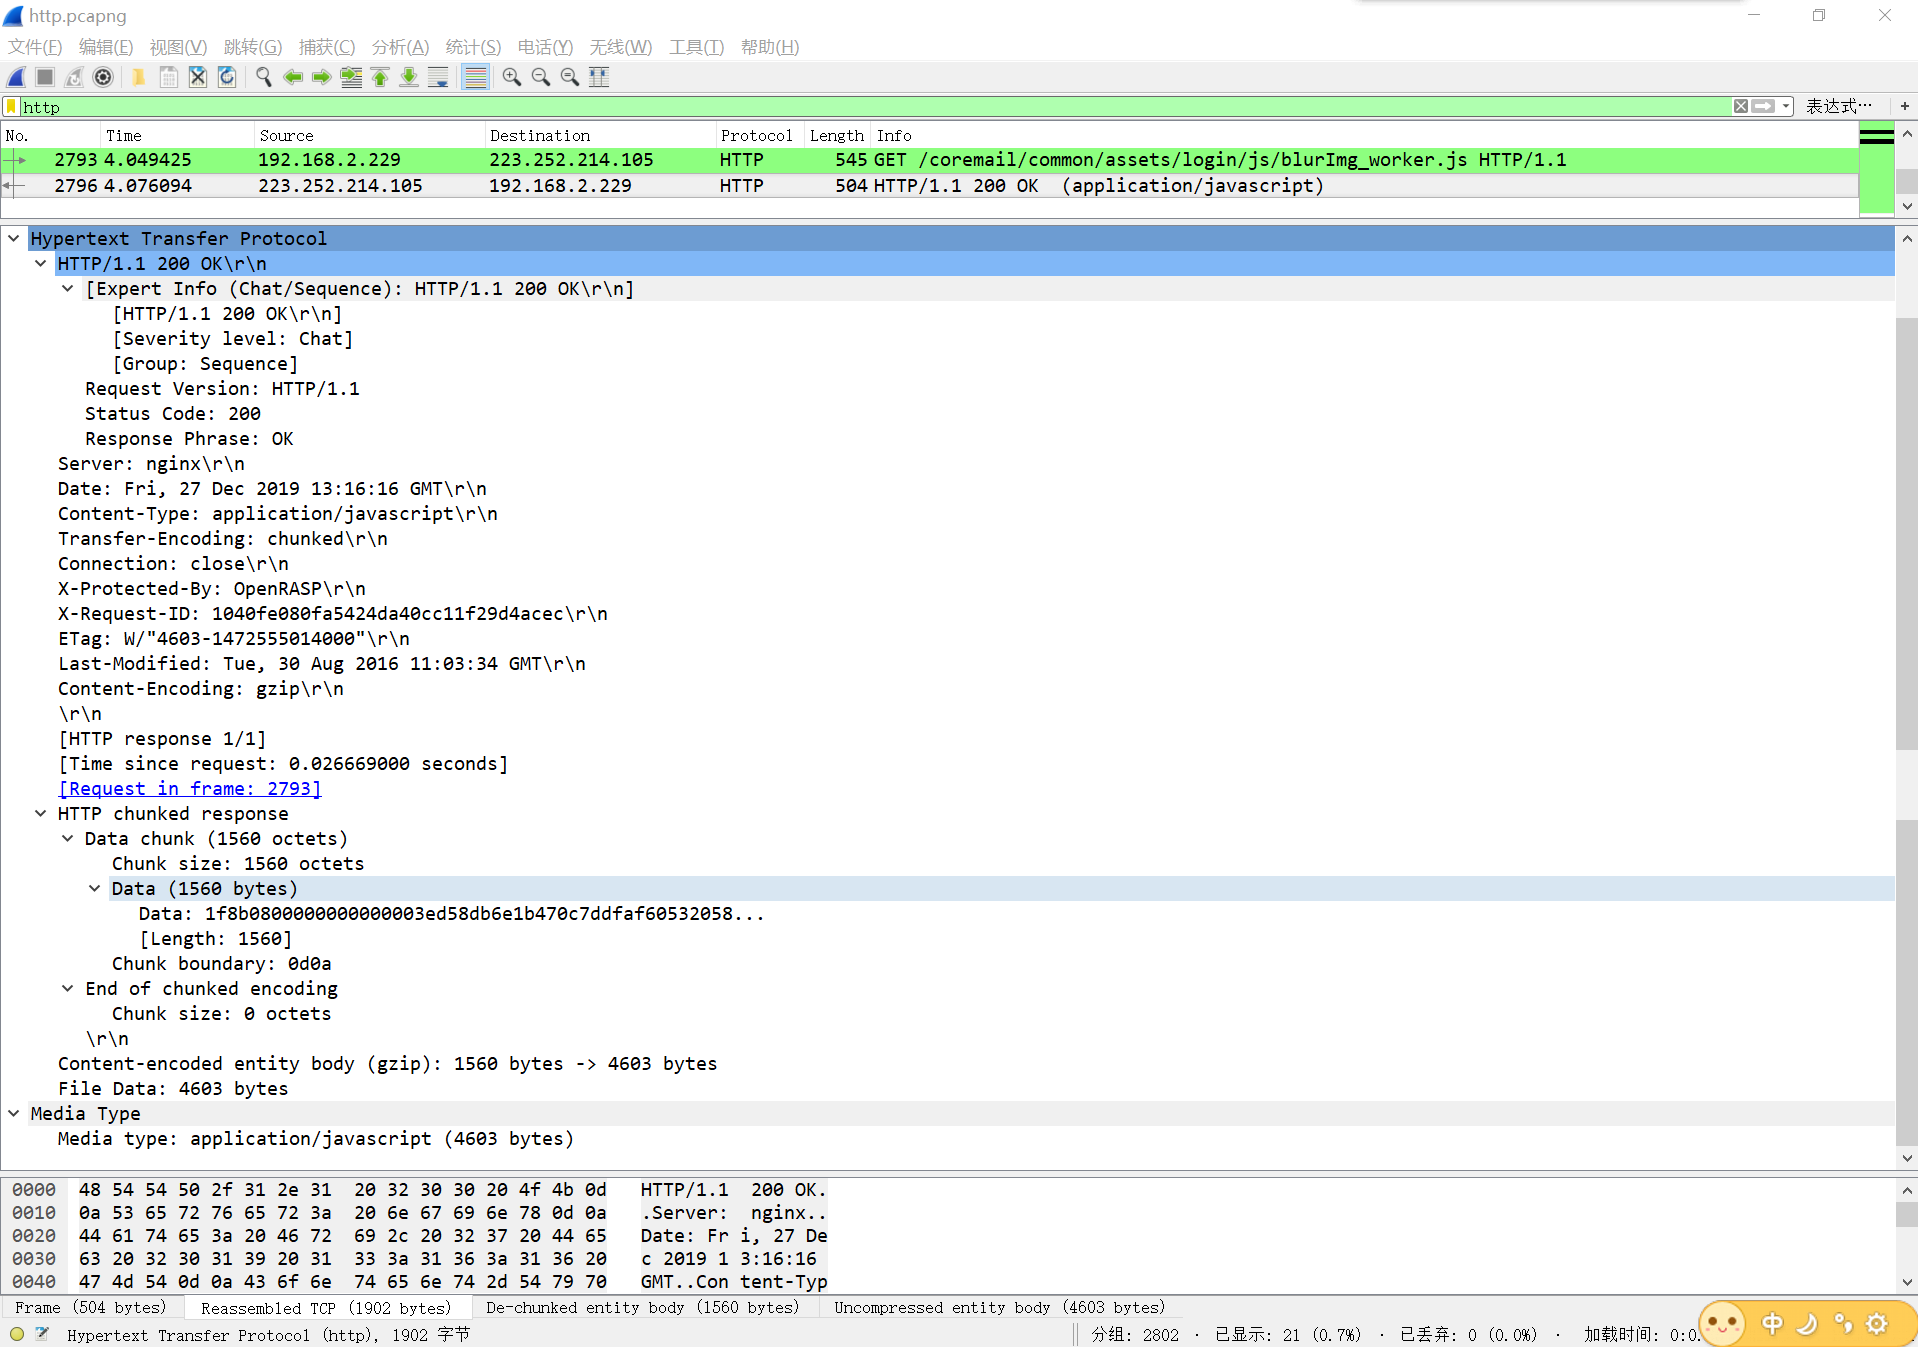 http.pcapng
文件(F) 编辑(E) 视图(V) 跳转(G) 捕获(C) 分析(A) 统计(S) 电话(Y) 无线(W) 工具(T) 帮助(H)
http 表达式… +
No. Time Source Destination Protocol Length Info
2793 4.049425 192.168.2.229 223.252.214.105 HTTP 545 GET /coremail/common/assets/login/js/blurImg_worker.js HTTP/1.1
2796 4.076094 223.252.214.105 192.168.2.229 HTTP 504 HTTP/1.1 200 OK  (application/javascript)
Hypertext Transfer Protocol
HTTP/1.1 200 OK\r\n
[Expert Info (Chat/Sequence): HTTP/1.1 200 OK\r\n]
[HTTP/1.1 200 OK\r\n]
[Severity level: Chat]
[Group: Sequence]
Request Version: HTTP/1.1
Status Code: 200
Response Phrase: OK
Server: nginx\r\n
Date: Fri, 27 Dec 2019 13:16:16 GMT\r\n
Content-Type: application/javascript\r\n
Transfer-Encoding: chunked\r\n
Connection: close\r\n
X-Protected-By: OpenRASP\r\n
X-Request-ID: 1040fe080fa5424da40cc11f29d4acec\r\n
ETag: W/"4603-1472555014000"\r\n
Last-Modified: Tue, 30 Aug 2016 11:03:34 GMT\r\n
Content-Encoding: gzip\r\n
\r\n
[HTTP response 1/1]
[Time since request: 0.026669000 seconds]
[Request in frame: 2793]
HTTP chunked response
Data chunk (1560 octets)
Chunk size: 1560 octets
Data (1560 bytes)
Data: 1f8b0800000000000003ed58db6e1b470c7ddfaf60532058...
[Length: 1560]
Chunk boundary: 0d0a
End of chunked encoding
Chunk size: 0 octets
\r\n
Content-encoded entity body (gzip): 1560 bytes -> 4603 bytes
File Data: 4603 bytes
Media Type
Media type: application/javascript (4603 bytes)
0000 48 54 54 50 2f 31 2e 31 20 32 30 30 20 4f 4b 0d HTTP/1.1 200 OK.
0010 0a 53 65 72 76 65 72 3a 20 6e 67 69 6e 78 0d 0a .Server: nginx..
0020 44 61 74 65 3a 20 46 72 69 2c 20 32 37 20 44 65 Date: Fr i, 27 De
0030 63 20 32 30 31 39 20 31 33 3a 31 36 3a 31 36 20 c 2019 1 3:16:16
0040 47 4d 54 0d 0a 43 6f 6e 74 65 6e 74 2d 54 79 70 GMT..Con tent-Typ
Frame (504 bytes) Reassembled TCP (1902 bytes) De-chunked entity body (1560 bytes) Uncompressed entity body (4603 bytes)
Hypertext Transfer Protocol (http), 1902 字节 分组: 2802 · 已显示: 21 (0.7%) · 已丢弃: 0 (0.0%) · 加载时间: 0:0. 中